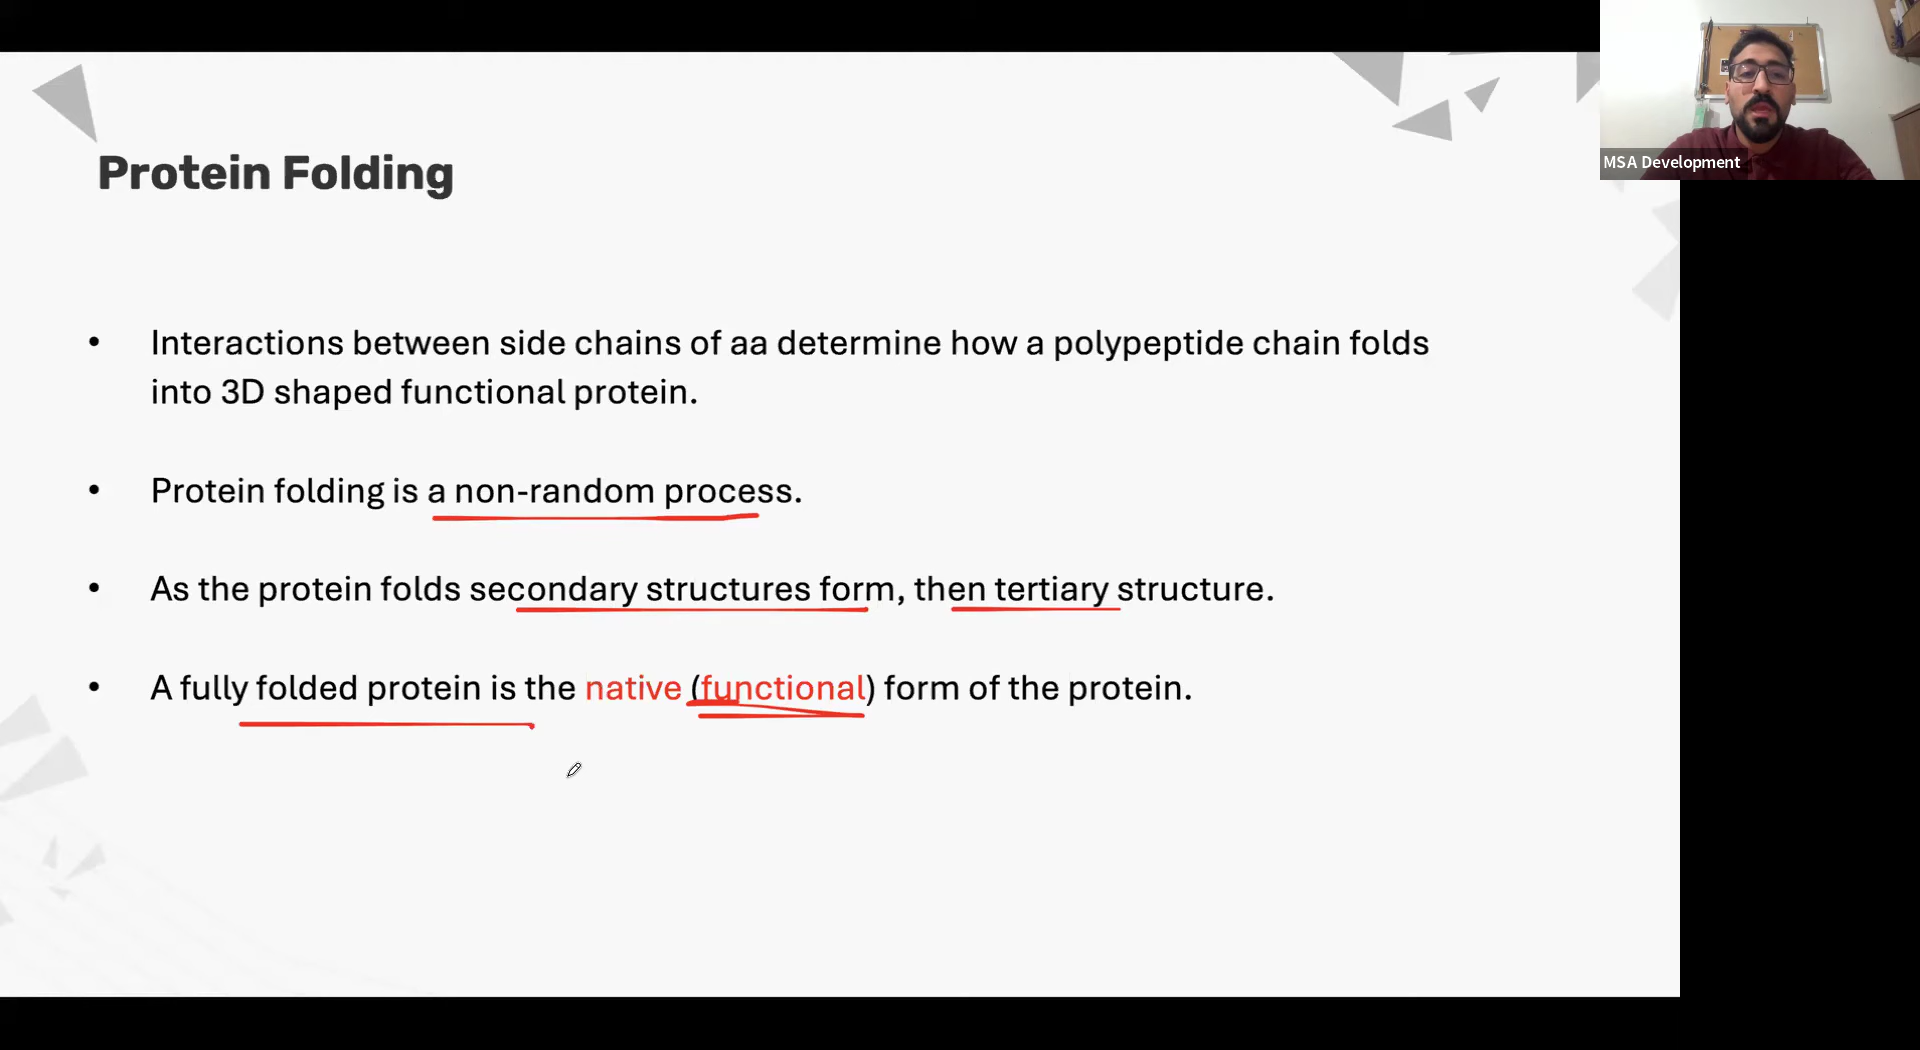 MSA Development
Protein Folding
• Interactions between side chains of aa determine how a polypeptide chain folds
into 3D shaped functional protein.
• Protein folding is a non-random process.
• As the protein folds secondary structures form, then tertiary structure.
• A fully folded protein is the native (functional) form of the protein.